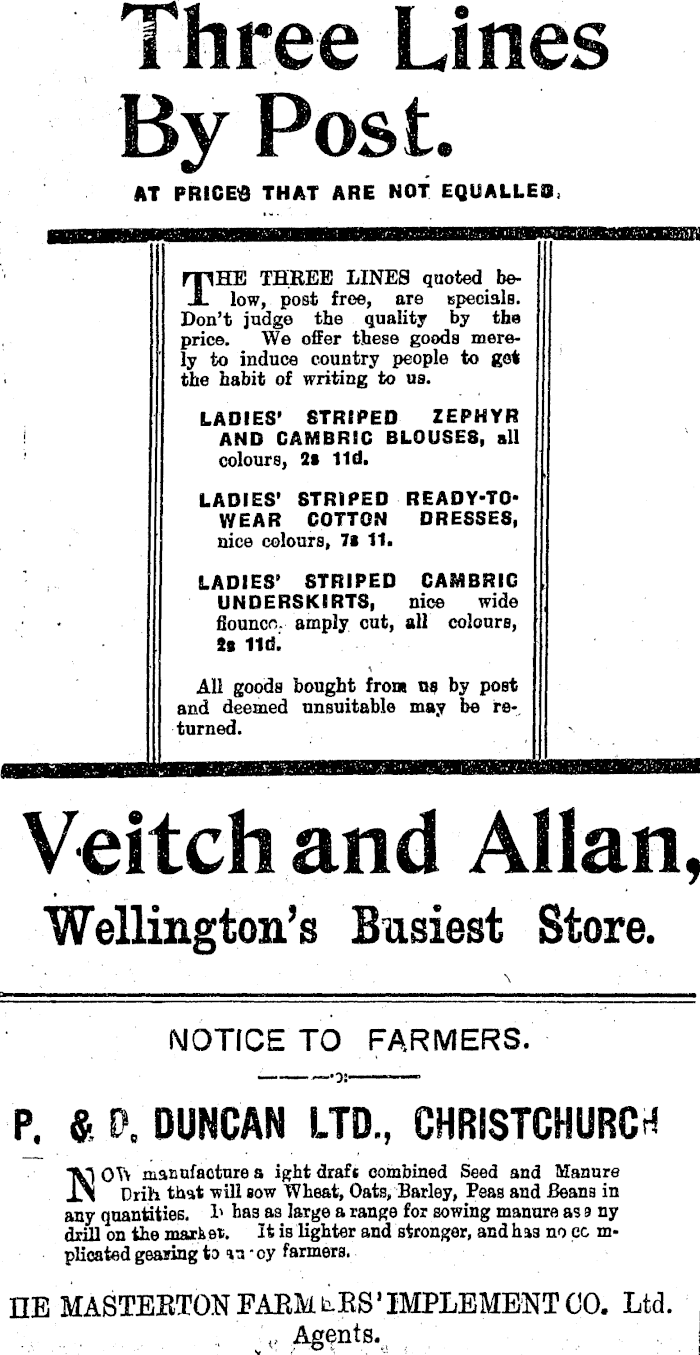 Three Lines
By Post.
AT PRICES THAT ARE NOT EQUALLED.
THE THREE LINES quoted be-
low, post free, are specials.
Don't judge the quality by the
price. We offer these goods mere-
ly to induce country people to get
the habit of writing to us.
LADIES' STRIPED ZEPHYR
AND CAMBRIC BLOUSES, all
colours, 2s 11d.
LADIES' STRIPED READY-TO-
WEAR COTTON DRESSES,
nice colours, 7s 11.
LADIES' STRIPED CAMBRIC
UNDERSKIRTS, nice wide
flounce, amply cut, all colours,
2s 11d.
All goods bought from us by post
and deemed unsuitable may be re-
turned.
Veitch and Allan,
Wellington's Busiest Store.
NOTICE TO FARMERS.
P. & D. DUNCAN LTD., CHRISTCHURCH
NOW manufacture a ight draft combined Seed and Manure
Drill that will sow Wheat, Oats, Barley, Peas and Beans in
any quantities. It has as large a range for sowing manure as any
drill on the market. It is lighter and stronger, and has no com-
plicated gearing to farmers.
HE MASTERTON FARMERS' IMPLEMENT CO. Ltd.
Agents.